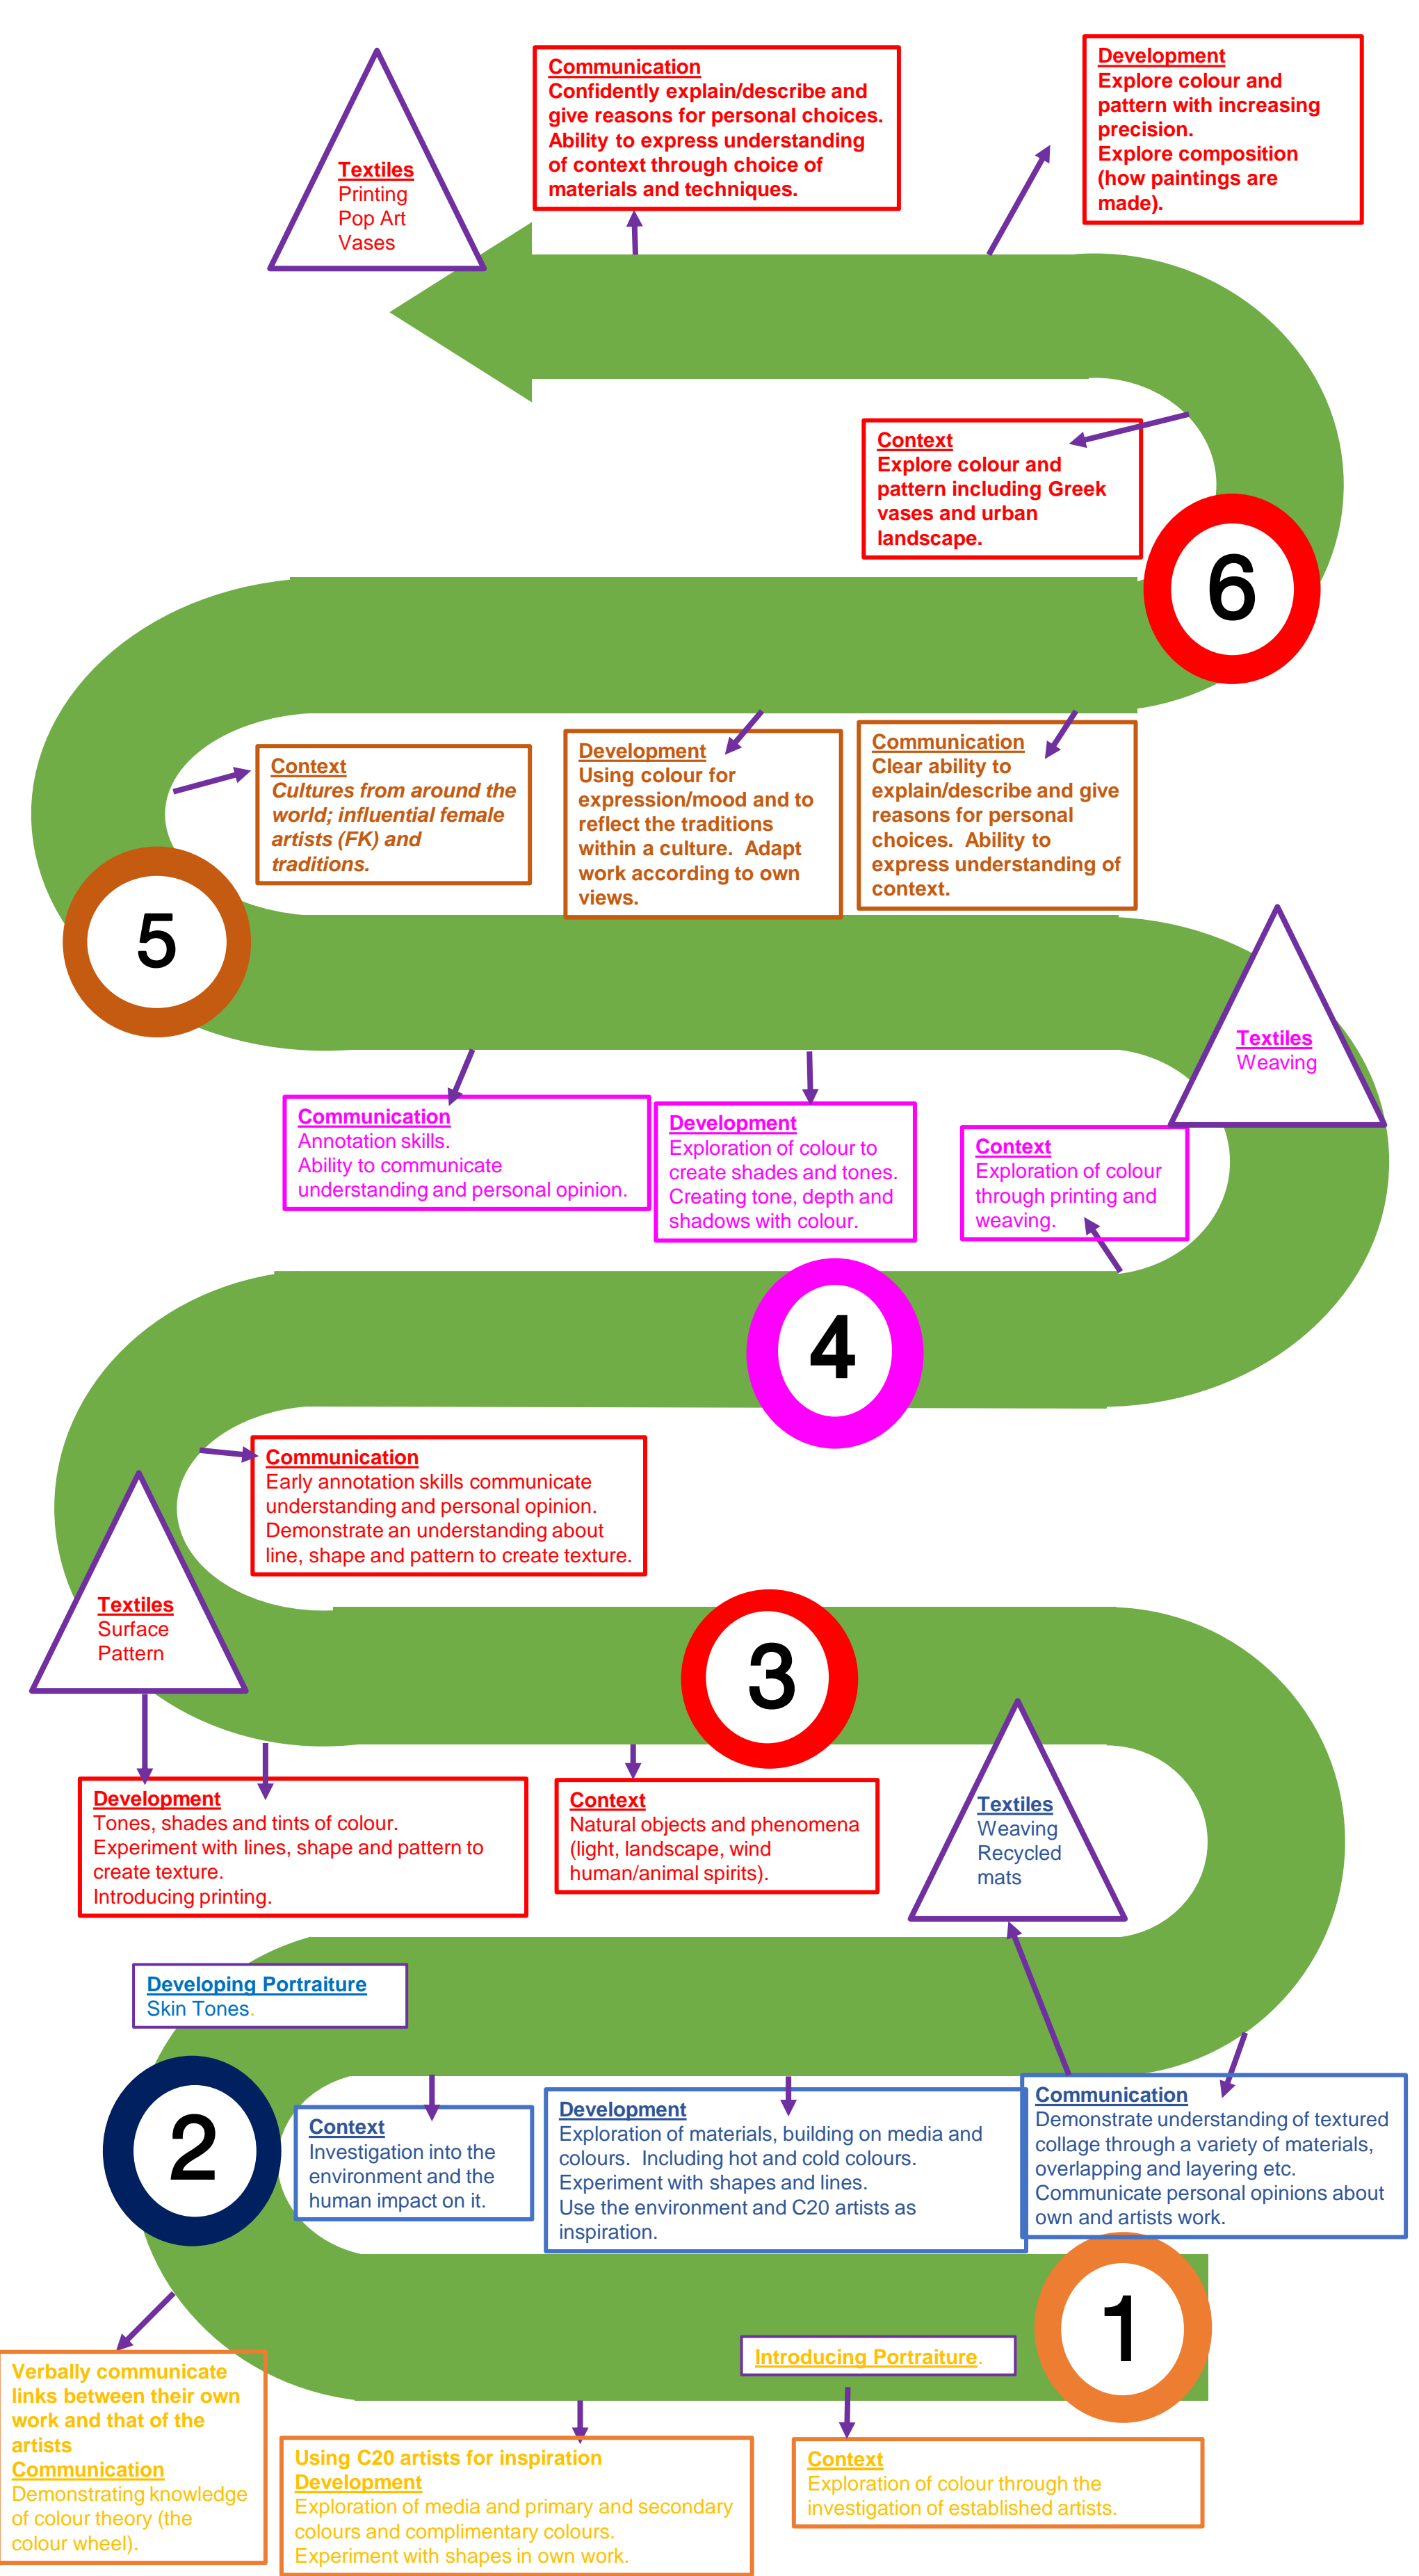 Textiles
Printing
Pop Art
Vases
Communication
Confidently explain/describe and
give reasons for personal choices.
Ability to express understanding
of context through choice of
materials and techniques.
Development
Explore colour and
pattern with increasing
precision.
Explore composition
(how paintings are
made).
Context
Explore colour and
pattern including Greek
vases and urban
landscape.
6
Context
Cultures from around the
world; influential female
artists (FK) and
traditions.
Development
Using colour for
expression/mood and to
reflect the traditions
within a culture.  Adapt
work according to own
views.
Communication
Clear ability to
explain/describe and give
reasons for personal
choices.  Ability to
express understanding of
context.
5
Textiles
Weaving
Communication
Annotation skills.
Ability to communicate
understanding and personal opinion.
Development
Exploration of colour to
create shades and tones.
Creating tone, depth and
shadows with colour.
Context
Exploration of colour
through printing and
weaving.
4
Communication
Early annotation skills communicate
understanding and personal opinion.
Demonstrate an understanding about
line, shape and pattern to create texture.
Textiles
Surface
Pattern
3
Development
Tones, shades and tints of colour.
Experiment with lines, shape and pattern to
create texture.
Introducing printing.
Context
Natural objects and phenomena
(light, landscape, wind
human/animal spirits).
Textiles
Weaving
Recycled
mats
Developing Portraiture
Skin Tones.
2
Context
Investigation into the
environment and the
human impact on it.
Development
Exploration of materials, building on media and
colours.  Including hot and cold colours.
Experiment with shapes and lines.
Use the environment and C20 artists as
inspiration.
Communication
Demonstrate understanding of textured
collage through a variety of materials,
overlapping and layering etc.
Communicate personal opinions about
own and artists work.
1
Introducing Portraiture.
Verbally communicate
links between their own
work and that of the
artists
Communication
Demonstrating knowledge
of colour theory (the
colour wheel).
Using C20 artists for inspiration
Development
Exploration of media and primary and secondary
colours and complimentary colours.
Experiment with shapes in own work.
Context
Exploration of colour through the
investigation of established artists.